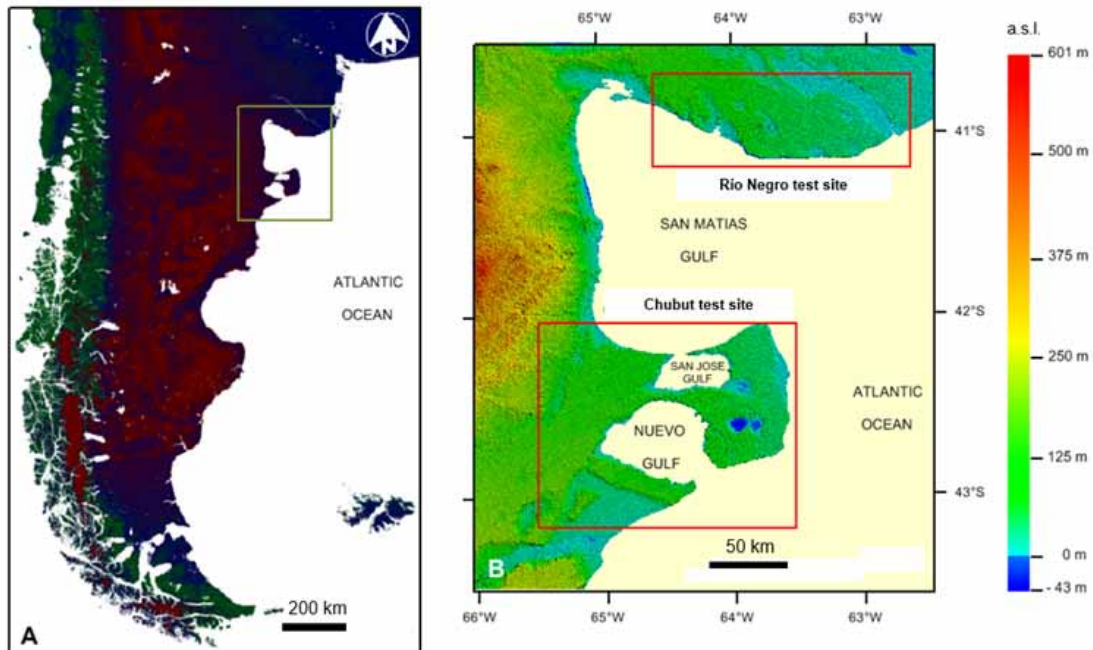 N
ATLANTIC
OCEAN
200 km
A
65°W
64°W
63°W
41°S
Rio Negro test site
SAN MATIAS
GULF
Chubut test site
42°S
SAN JOSE
GULF
ATLANTIC
OCEAN
NUEVO
GULF
43°S
50 km
B
66°W
65°W
64°W
63°W
a.s.l.
601 m
500 m
375 m
250 m
125 m
0 m
- 43 m